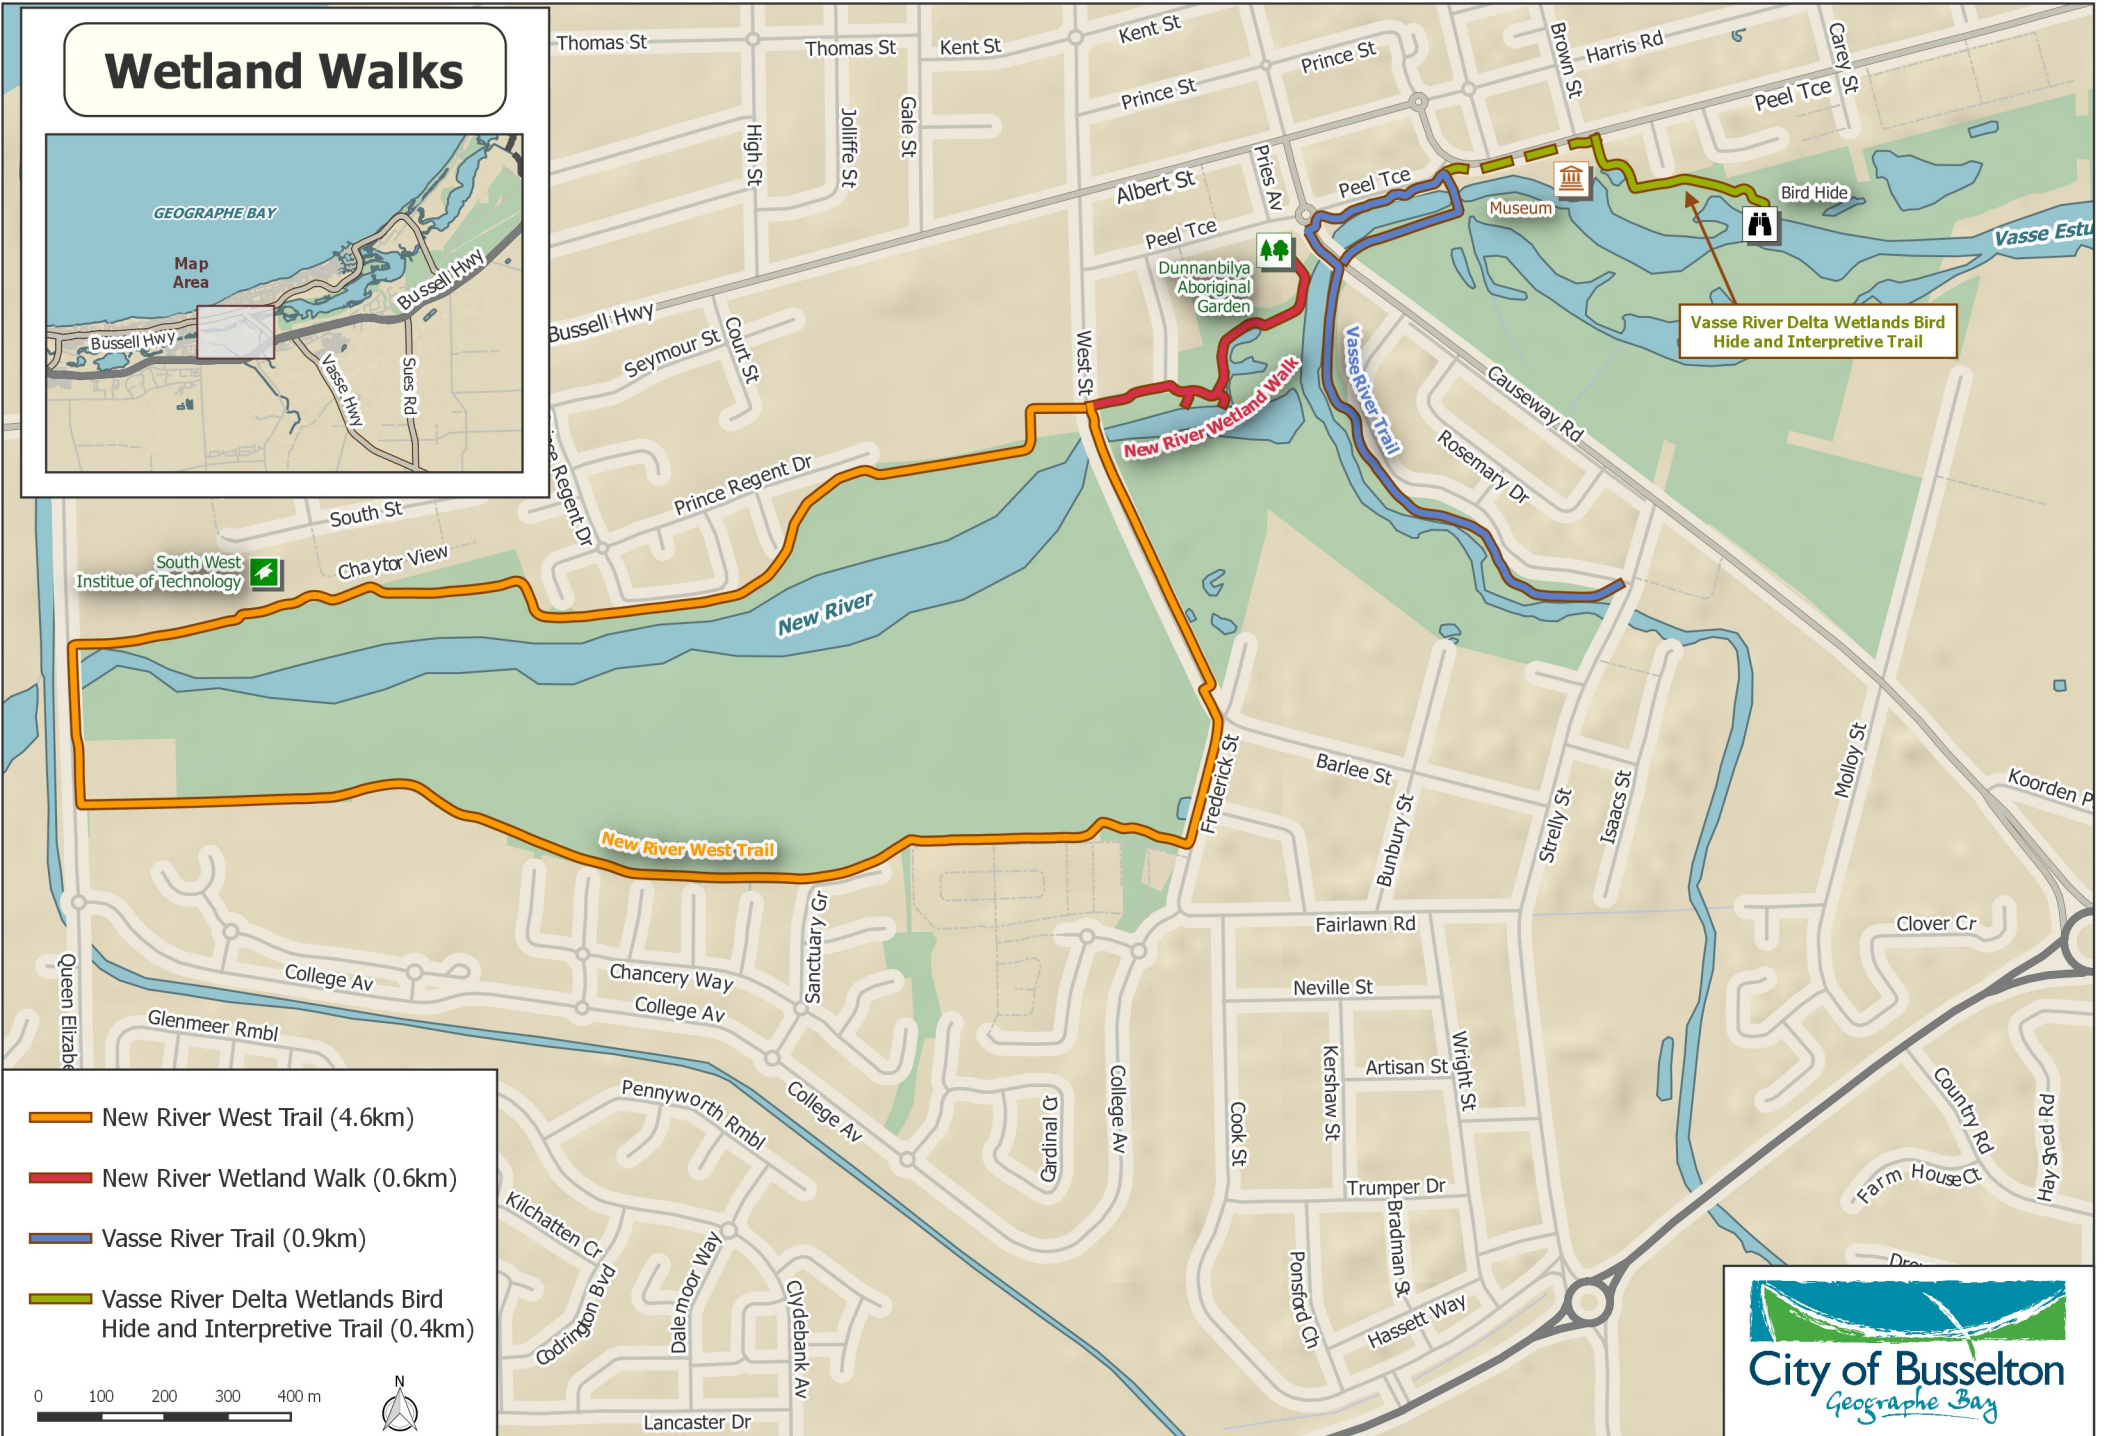 Wetland Walks
GEOGRAPHE BAY
Map
Area
Bussell Hwy
Bussell Hwy
Vasse Hwy
Sues Rd
Thomas St
Thomas St
Kent St
Kent St
Prince St
Prince St
High St
Jolliffe St
Gale St
Brown St
Harris Rd
Carey St
Peel Tce
Albert St
Pries Av
Peel Tce
Peel Tce
Museum
Bird Hide
Vasse Estu
Dunnanbilya
Aboriginal
Garden
Vasse River Delta Wetlands Bird
Hide and Interpretive Trail
Bussell Hwy
Seymour St
Court St
West St
New River Wetland Walk
Vasse River Trail
Causeway Rd
Rosemary Dr
Regent Dr
Prince Regent Dr
South St
Chaytor View
South West
Institue of Technology
New River
New River West Trail
Frederick St
Barlee St
Bunbury St
Strelly St
Isaacs St
Molloy St
Koorden P
Fairlawn Rd
Clover Cr
Queen Elizabe
College Av
Chancery Way
College Av
Sanctuary Gr
Glenmeer Rmbl
Neville St
Kershaw St
Artisan St
Wright St
Pennyworth Rmbl
College Av
Cardinal Cr
College Av
Cook St
Country Rd
Hay Shed Rd
Farm House Ct
Trumper Dr
Bradman St
Ponsford Ch
Hassett Way
Kilchatten Cr
Codrington Bvd
Dalemoor Way
Clydebank Av
Lancaster Dr
New River West Trail (4.6km)
New River Wetland Walk (0.6km)
Vasse River Trail (0.9km)
Vasse River Delta Wetlands Bird
Hide and Interpretive Trail (0.4km)
0 100 200 300 400 m
N
City of Busselton
Geographe Bay